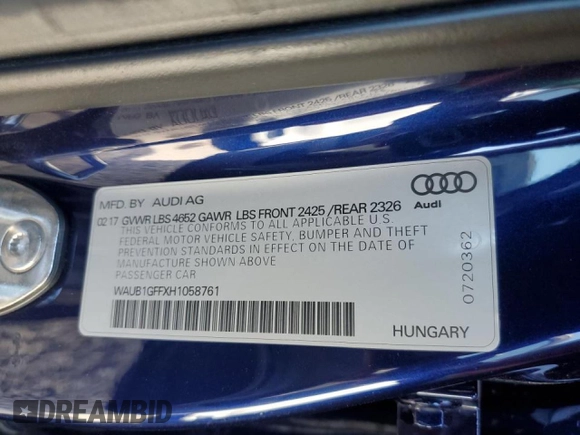 MFD. BY AUDI AG
02 17 GVWR LBS 4652 GAWR LBS FRONT 2425 /REAR 2326
THIS VEHICLE CONFORMS TO ALL APPLICABLE U.S.
FEDERAL MOTOR VEHICLE SAFETY, BUMPER AND THEFT
PREVENTION STANDARDS IN EFFECT ON THE DATE OF
MANUFACTURE SHOWN ABOVE
PASSENGER CAR
WAUB1GFFXH1058761
Audi
0720362
HUNGARY
DREAMBID